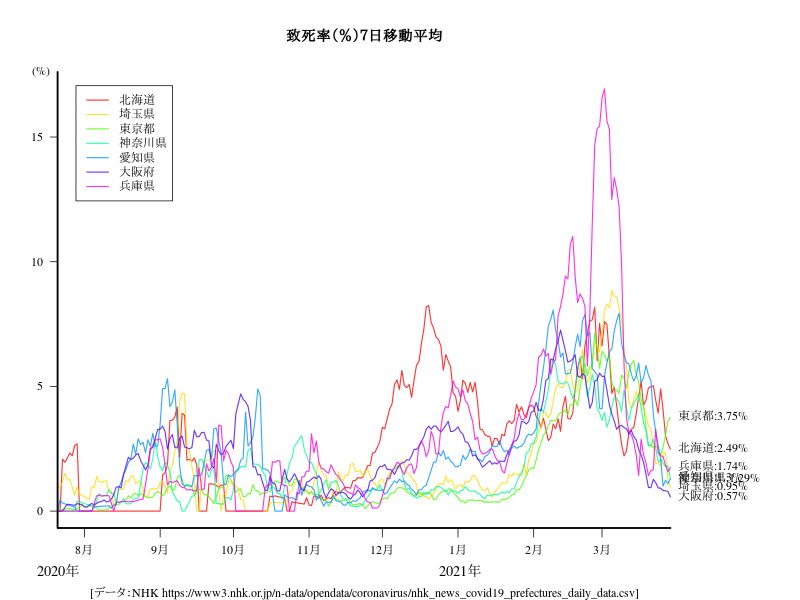 致死率(%)7日移動平均
(%)
北海道
埼玉県
東京都
神奈川県
愛知県
大阪府
兵庫県
15
10
5
0
東京都:3.75%
北海道:2.49%
兵庫県:1.74%
埼玉県:0.95%
大阪府:0.57%
8月
9月
10月
11月
12月
1月
2月
3月
2020年
2021年
[データ:NHK https://www3.nhk.or.jp/n-data/opendata/coronavirus/nhk_news_covid19_prefectures_daily_data.csv]